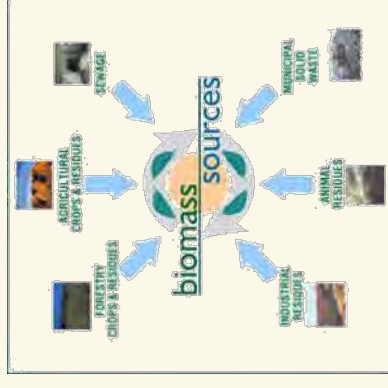 SEWAGE
AGRICULTURAL
CROPS & RESIDUES
FORESTRY
CROPS & RESIDUES
biomass
sources
MUNICIPAL
SOLID
WASTE
ANIMAL
RESIDUES
INDUSTRIAL
RESIDUES